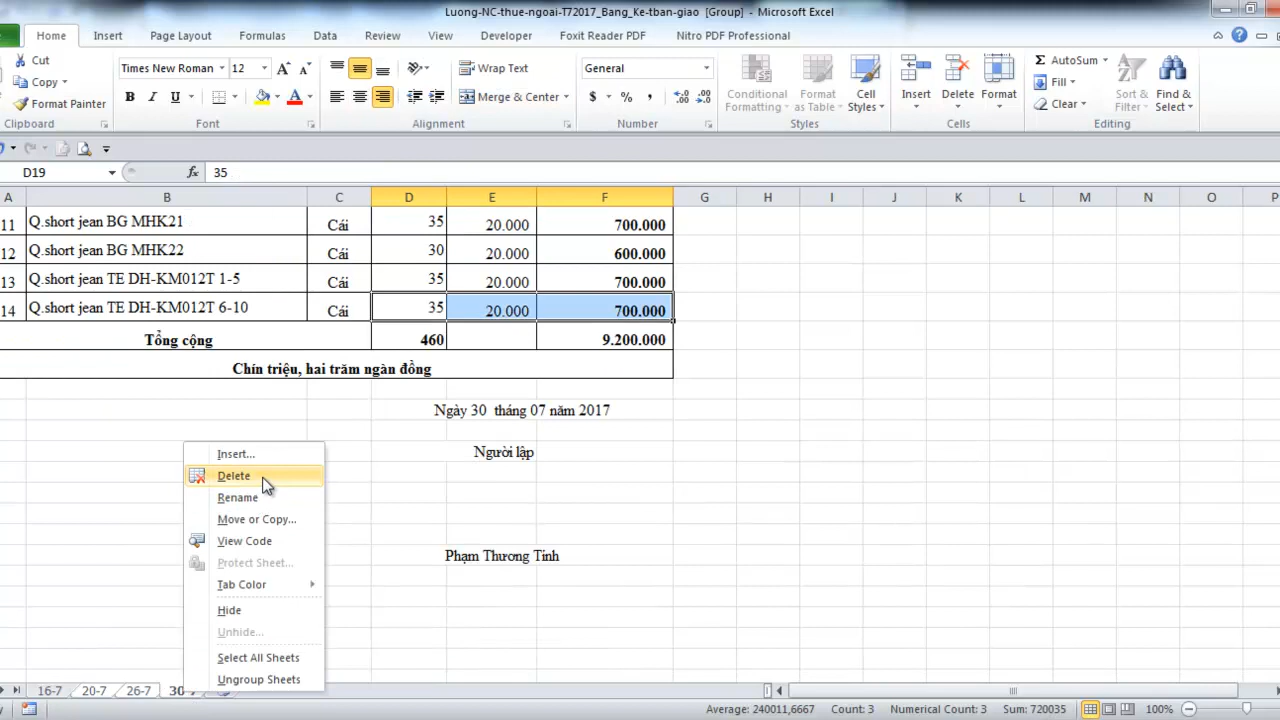 Luong-NC-thue-ngoai-T72017_Bang_Ke-tban-giao [Group] - Microsoft Excel
Home Insert Page Layout Formulas Data Review View Developer Foxit Reader PDF Nitro PDF Professional
Cut
Copy
Format Painter
Clipboard
Times New Roman 12
B I U A
Font
Wrap Text
Merge & Center
Alignment
General
$ % ,
Number
Conditional Formatting
Format as Table
Cell Styles
Styles
Insert Delete Format
Cells
AutoSum
Fill
Clear
Sort & Filter
Find & Select
Editing
D19 fx 35
A B C D E F G H I J K L M N O P
11 Q.short jean BG MHK21 Cái 35 20.000 700.000
12 Q.short jean BG MHK22 Cái 30 20.000 600.000
13 Q.short jean TE DH-KM012T 1-5 Cái 35 20.000 700.000
14 Q.short jean TE DH-KM012T 6-10 Cái 35 20.000 700.000
Tổng cộng 460 9.200.000
Chín triệu, hai trăm ngàn đồng
Ngày 30 tháng 07 năm 2017
Người lập
Phạm Thương Tính
Insert...
Delete
Rename
Move or Copy...
View Code
Protect Sheet...
Tab Color
Hide
Unhide...
Select All Sheets
Ungroup Sheets
16-7 20-7 26-7
Average: 240011,6667 Count: 3 Numerical Count: 3 Sum: 720035 100%